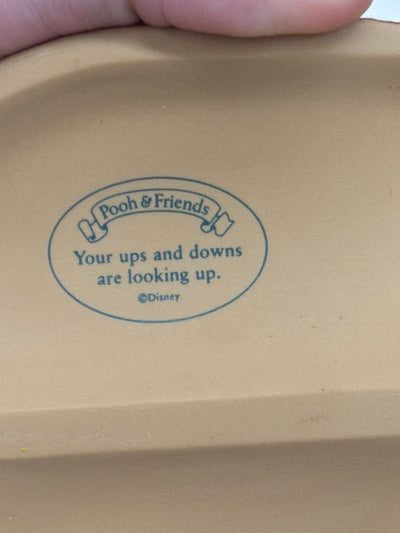 Pooh & Friends
Your ups and downs
are looking up.
©Disney